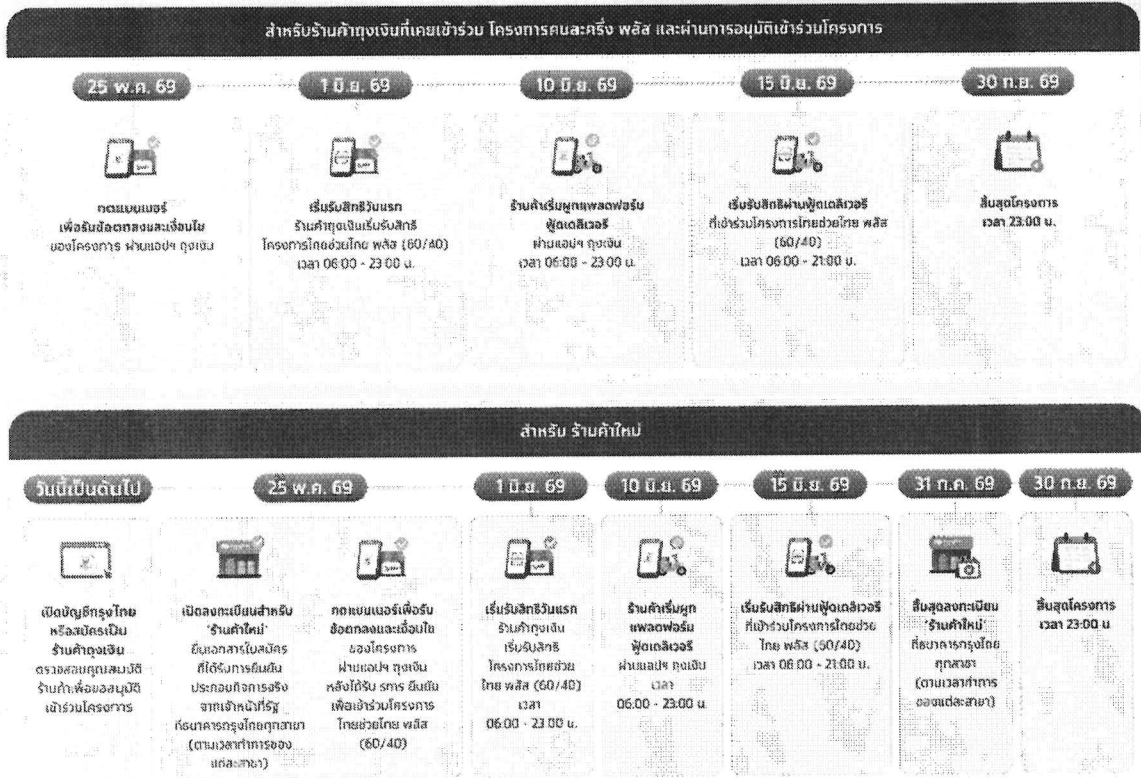 สำหรับร้านค้าถุงเงินที่เคยเข้าร่วม โครงการคนละครึ่ง พลัส และผ่านการอนุมัติเข้าร่วมโครงการ
25 พ.ค. 69
1 มิ.ย. 69
10 มิ.ย. 69
15 มิ.ย. 69
30 ก.ย. 69
กดแบนเนอร์
เพื่อรับข้อตกลงและเงื่อนไข
ของโครงการ ผ่านแอปฯ ถุงเงิน
เริ่มรับสิทธิวันแรก
ร้านค้าถุงเงินเริ่มรับสิทธิ
โครงการไทยช่วยไทย พลัส (60/40)
เวลา 06:00 - 23:00 น.
ร้านค้าเริ่มผูกแพลตฟอร์ม
ฟู้ดเดลิเวอรี
ผ่านแอปฯ ถุงเงิน
เวลา 06:00 - 23:00 น.
เริ่มรับสิทธิผ่านฟู้ดเดลิเวอรี
ที่เข้าร่วมโครงการไทยช่วยไทย พลัส
(60/40)
เวลา 06:00 - 21:00 น.
สิ้นสุดโครงการ
เวลา 23:00 น.
สำหรับ ร้านค้าใหม่
วันนี้เป็นต้นไป
25 พ.ค. 69
1 มิ.ย. 69
10 มิ.ย. 69
15 มิ.ย. 69
31 ก.ค. 69
30 ก.ย. 69
เปิดบัญชีกรุงไทย
หรือสมัครเป็น
ร้านค้าถุงเงิน
ตรวจสอบคุณสมบัติ
ร้านค้าเพื่อขออนุมัติ
เข้าร่วมโครงการ
เปิดลงทะเบียนสำหรับ
'ร้านค้าใหม่'
ยื่นเอกสารใบสมัคร
ที่ได้รับการยืนยัน
ประกอบกิจการจริง
จากเจ้าหน้าที่รัฐ
ที่ธนาคารกรุงไทยทุกสาขา
(ตามเวลาทำการของ
แต่ละสาขา)
กดแบนเนอร์เพื่อรับ
ข้อตกลงและเงื่อนไข
ของโครงการ
ผ่านแอปฯ ถุงเงิน
หลังได้รับ SMS ยืนยัน
เพื่อเข้าร่วมโครงการ
ไทยช่วยไทย พลัส
(60/40)
เริ่มรับสิทธิวันแรก
ร้านค้าถุงเงิน
เริ่มรับสิทธิ
โครงการไทยช่วย
ไทย พลัส (60/40)
เวลา
06:00 - 23:00 น.
ร้านค้าเริ่มผูก
แพลตฟอร์ม
ฟู้ดเดลิเวอรี
ผ่านแอปฯ ถุงเงิน
เวลา
06:00 - 23:00 น.
เริ่มรับสิทธิผ่านฟู้ดเดลิเวอรี
ที่เข้าร่วมโครงการไทยช่วย
ไทย พลัส (60/40)
เวลา 06:00 - 21:00 น.
สิ้นสุดลงทะเบียน
'ร้านค้าใหม่'
ที่ธนาคารกรุงไทย
ทุกสาขา
(ตามเวลาทำการ
ของแต่ละสาขา)
สิ้นสุดโครงการ
เวลา 23:00 น